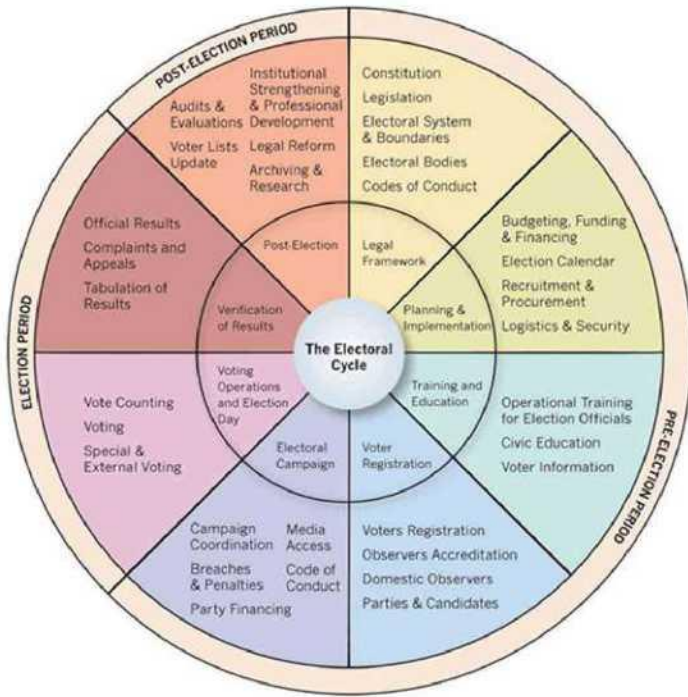 POST-ELECTION PERIOD
Institutional
Strengthening
& Professional
Development
Audits &
Evaluations
Voter Lists
Update
Legal Reform
Archiving &
Research
Constitution
Legislation
Electoral System
& Boundaries
Electoral Bodies
Codes of Conduct
Official Results
Complaints and
Appeals
Tabulation of
Results
Post-Election
Legal
Framework
Budgeting, Funding
& Financing
Election Calendar
Recruitment &
Procurement
Logistics & Security
Verification
of Results
Planning &
Implementation
The Electoral
Cycle
ELECTION PERIOD
Vote Counting
Voting
Special &
External Voting
Voting
Operations
and Election
Day
Training and
Education
Operational Training
for Election Officials
Civic Education
Voter Information
PRE-ELECTION PERIOD
Electoral
Campaign
Voter
Registration
Campaign
Coordination
Breaches
& Penalties
Party Financing
Media
Access
Code of
Conduct
Voters Registration
Observers Accreditation
Domestic Observers
Parties & Candidates